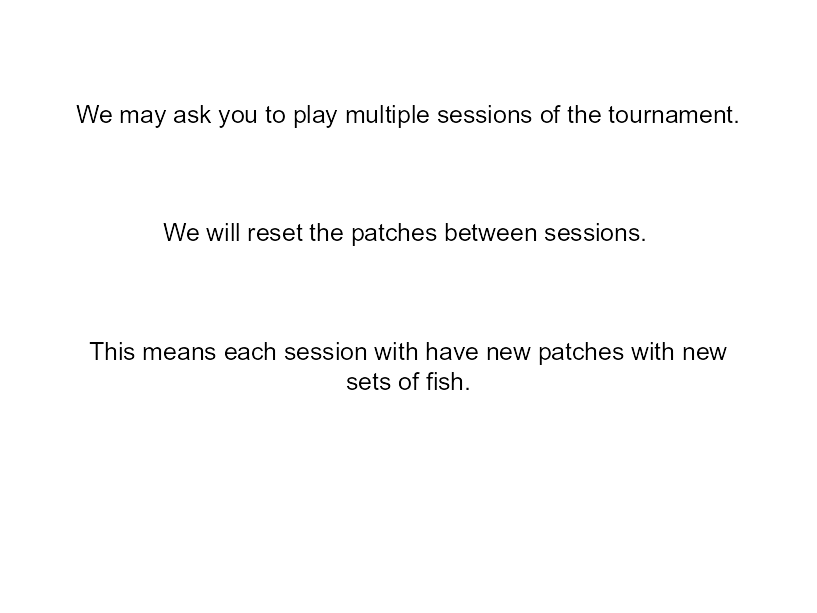 We may ask you to play multiple sessions of the tournament.
We will reset the patches between sessions.
This means each session with have new patches with new
sets of fish.